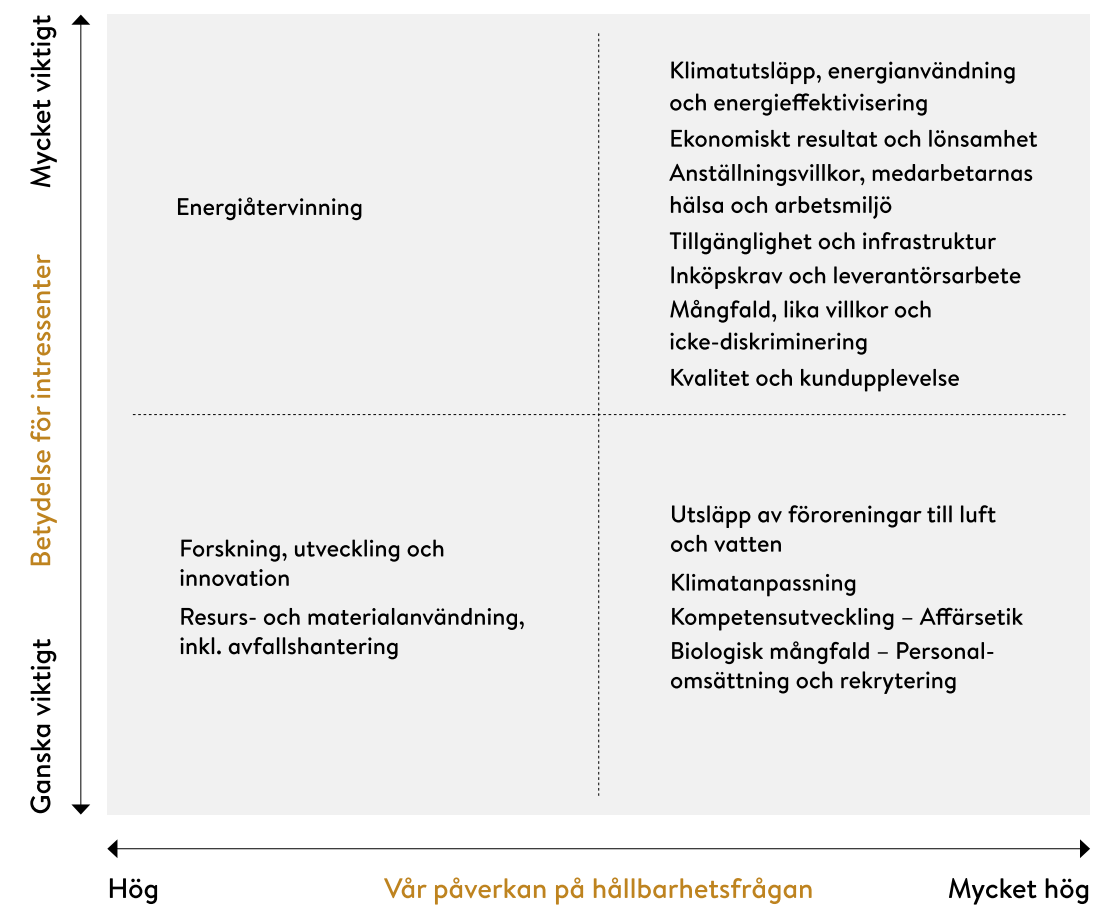 Mycket viktigt
Betydelse för intressenter
Ganska viktigt
Energiåtervinning
Klimatutsläpp, energianvändning
och energieffektivisering
Ekonomiskt resultat och lönsamhet
Anställningsvillkor, medarbetarnas
hälsa och arbetsmiljö
Tillgänglighet och infrastruktur
Inköpskrav och leverantörsarbete
Mångfald, lika villkor och
icke-diskriminering
Kvalitet och kundupplevelse
Forskning, utveckling och
innovation
Resurs- och materialanvändning,
inkl. avfallshantering
Utsläpp av föroreningar till luft
och vatten
Klimatanpassning
Kompetensutveckling – Affärsetik
Biologisk mångfald – Personal-
omsättning och rekrytering
Hög
Vår påverkan på hållbarhetsfrågan
Mycket hög